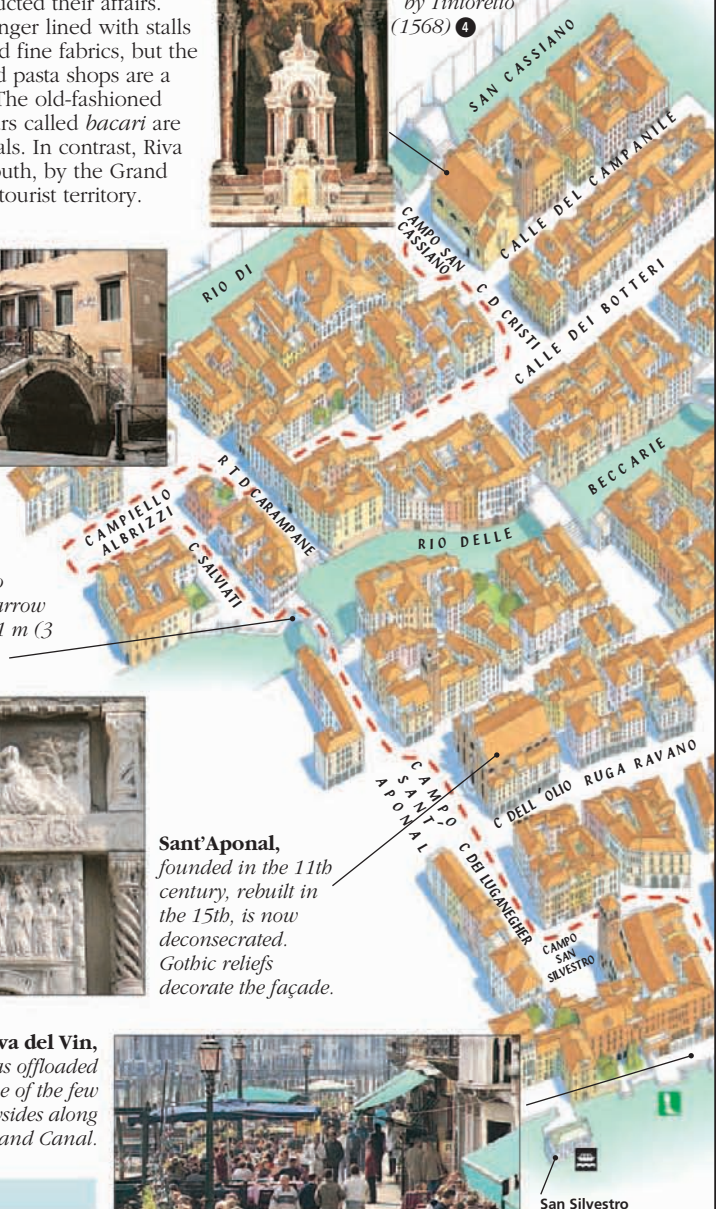 ucted their affairs.
nger lined with stalls
d fine fabrics, but the
d pasta shops are a
The old-fashioned
rs called bacari are
als. In contrast, Riva
outh, by the Grand
tourist territory.
by Tintoretto
(1568) 4
SAN CASSIANO
CALLE DEL CAMPANILE
CAMPO SAN
CASSIANO
RIO DI
C D CRISTI
CALLE DEI BOTTERI
BECCARIE
R T D CARAMPANE
CAMPIELLO
ALBRIZZI
RIO DELLE
C SALVIATI
o
arrow
1 m (3
CAMPO
SANT'
APONAL
C DELL'OLIO RUGA RAVANO
Sant'Aponal,
founded in the 11th
century, rebuilt in
the 15th, is now
deconsecrated.
Gothic reliefs
decorate the façade.
C DEI LUGANEGHER
CAMPO
SAN
SILVESTRO
va del Vin,
as offloaded
e of the few
ysides along
and Canal.
San Silvestro